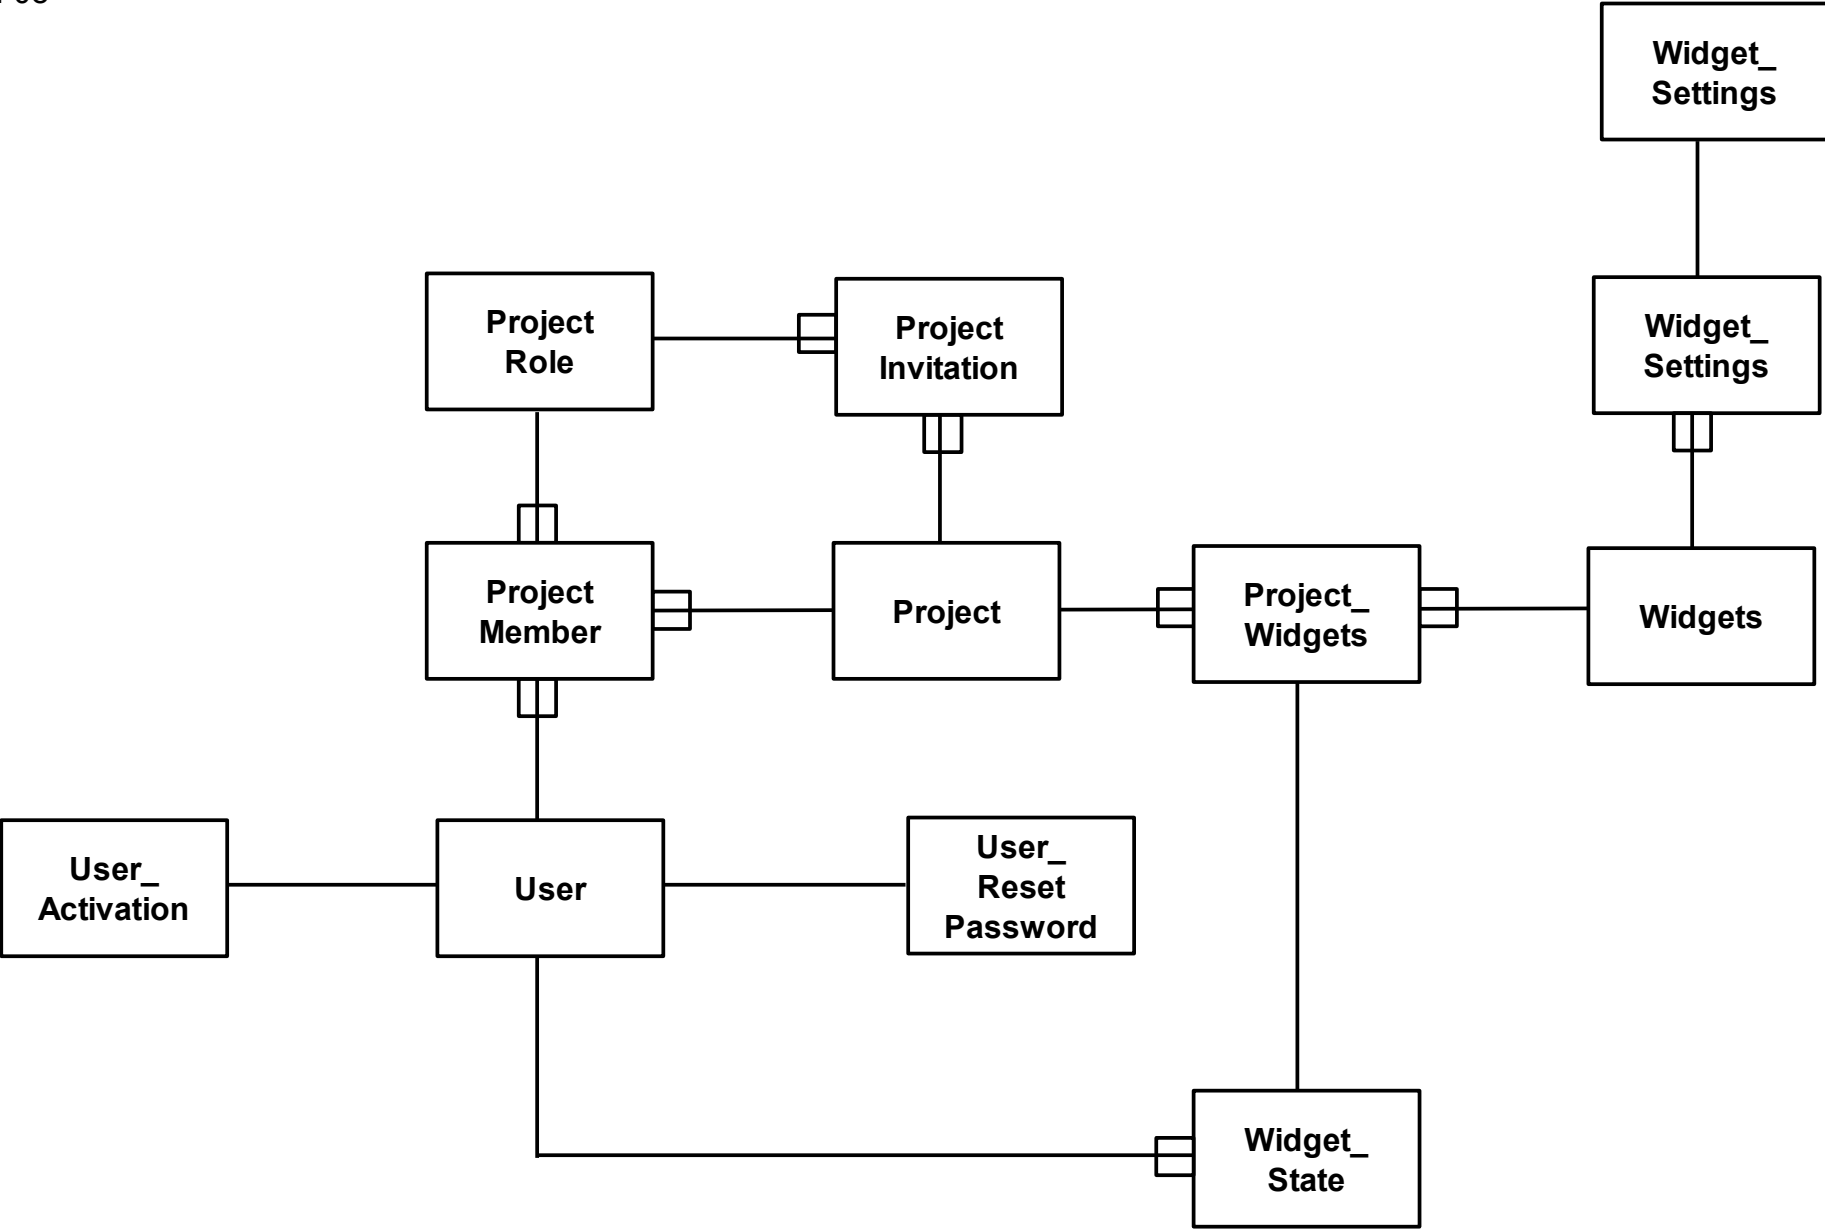 Widget_
Settings
Project
Role
Project
Invitation
Widget_
Settings
Project
Member
Project
Project_
Widgets
Widgets
User_
Activation
User
User_
Reset
Password
Widget_
State